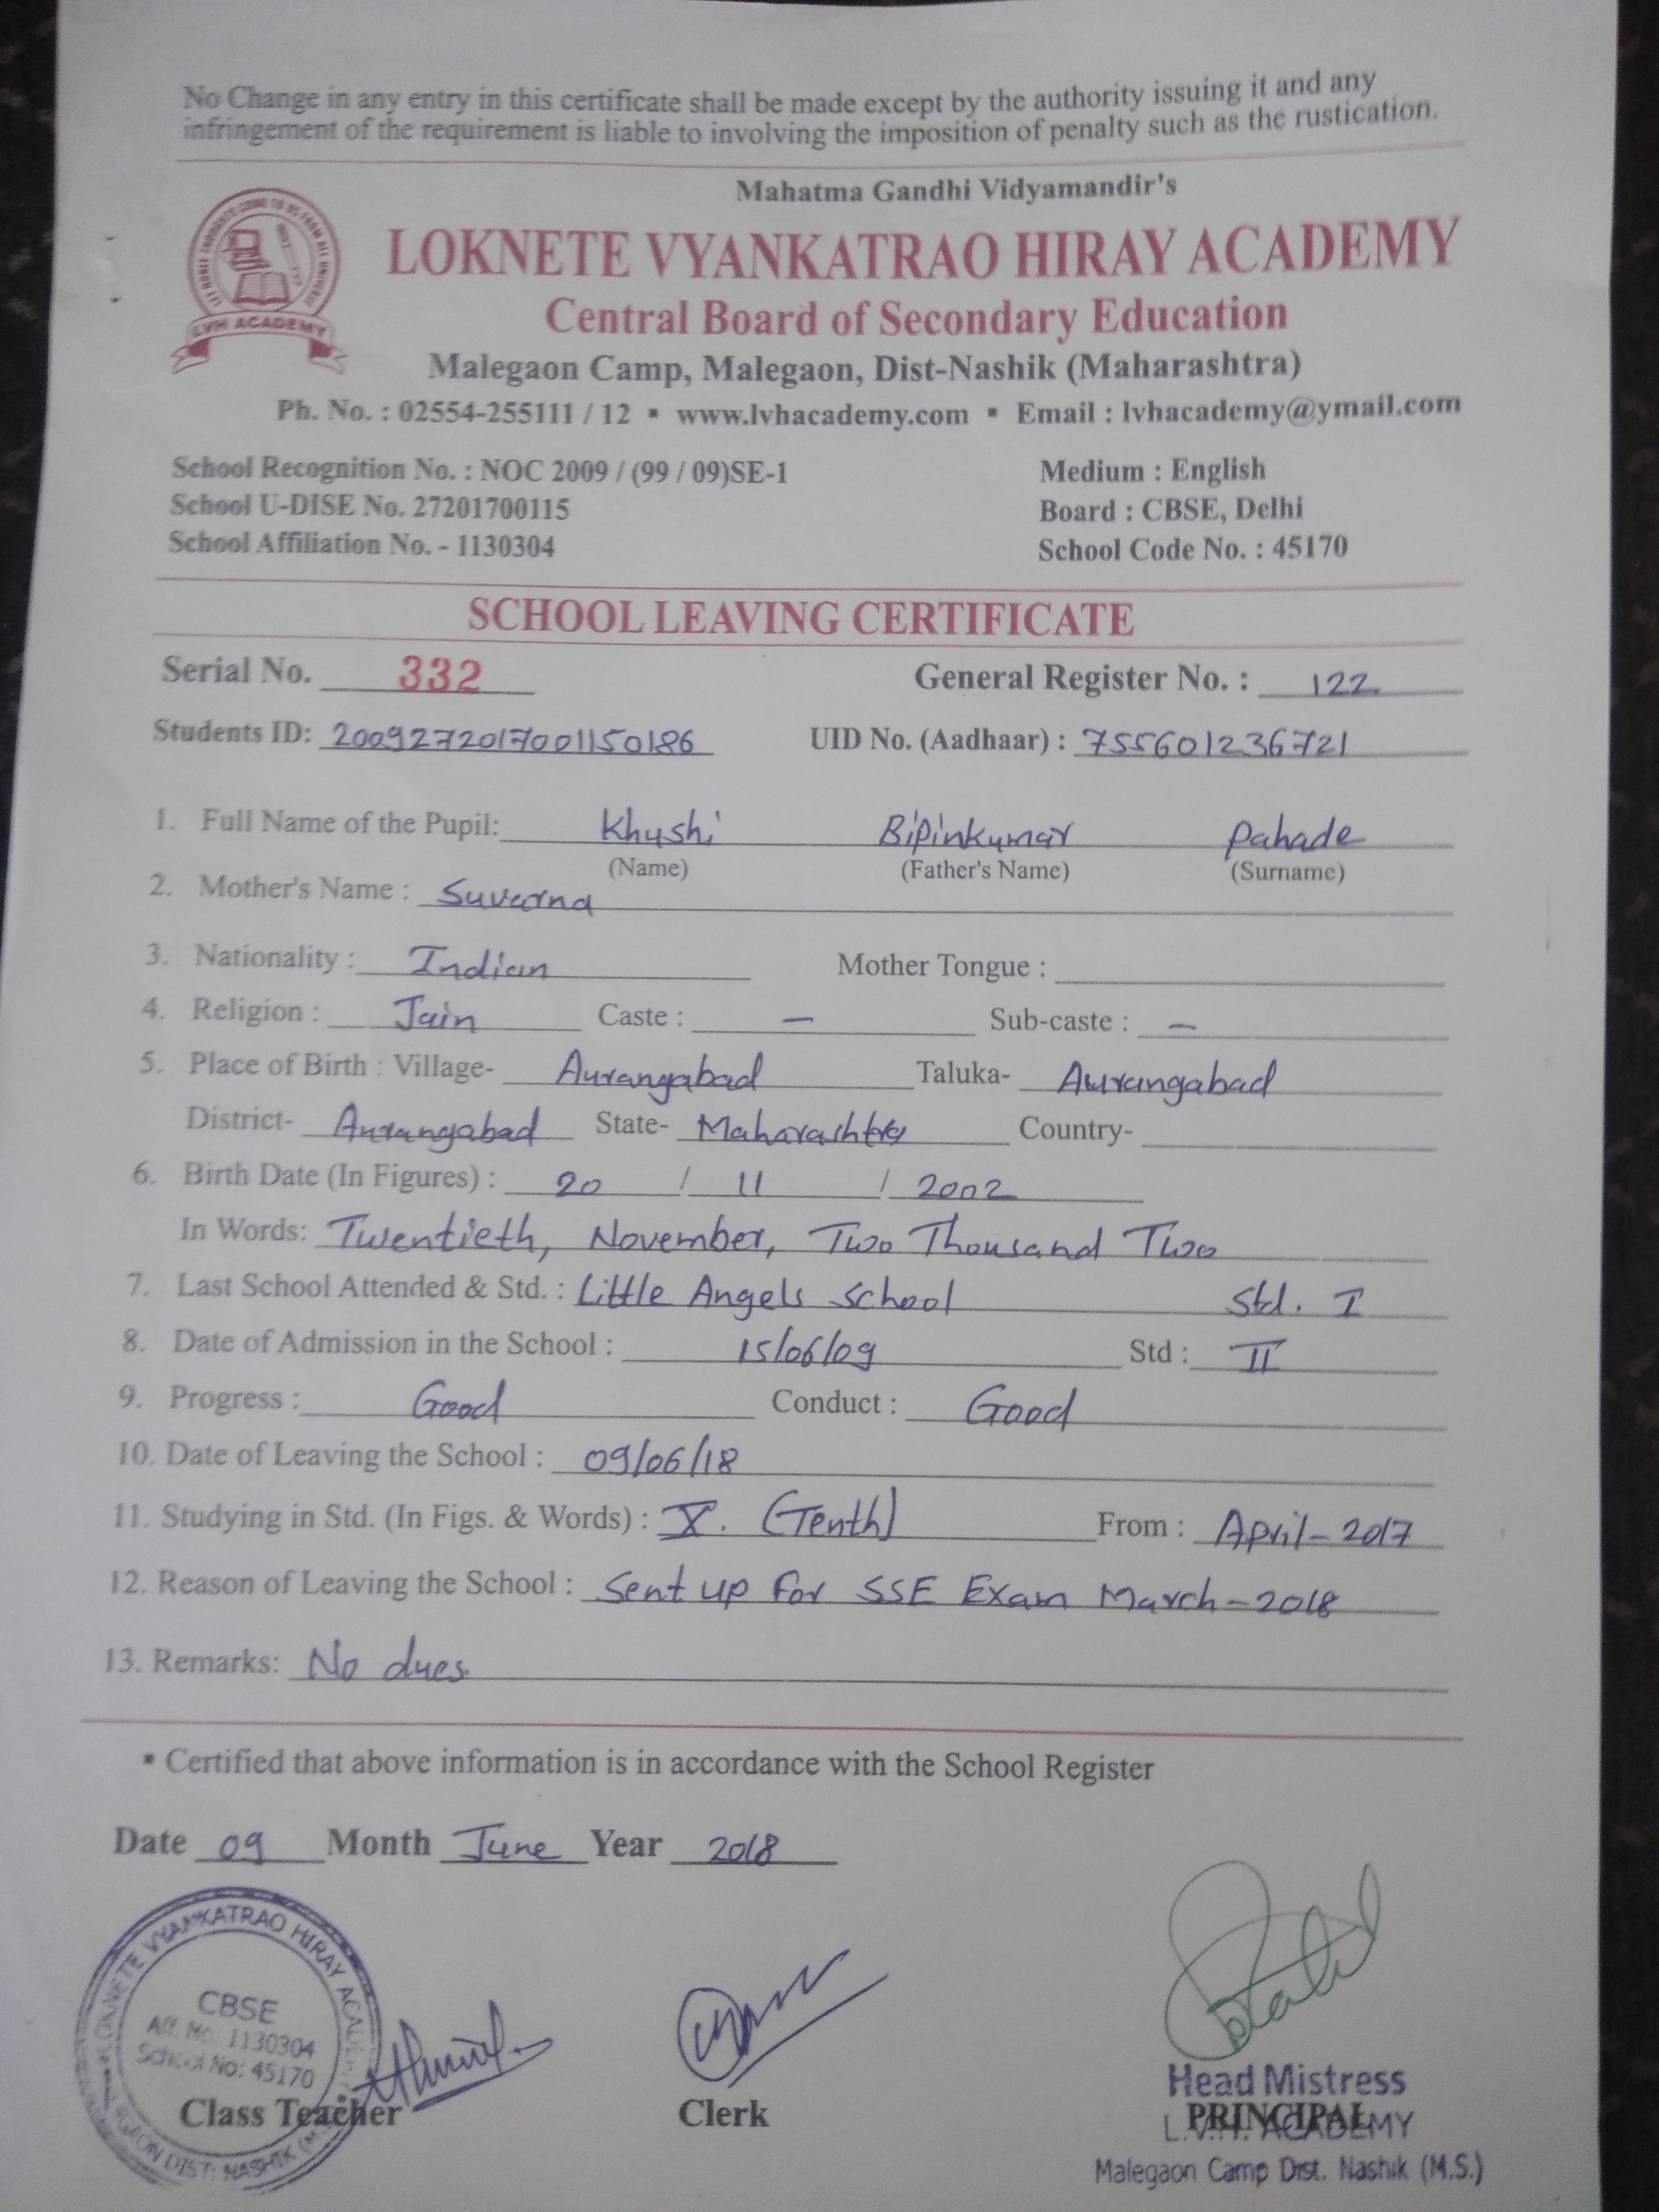 No Change in any entry in this certificate shall be made except by the authority issuing it and any
infringement of the requirement is liable to involving the imposition of penalty such as the rustication.
Mahatma Gandhi Vidyamandir's
LOKNETE VYANKATRAO HIRAY ACADEMY
Central Board of Secondary Education
LVH ACADEMY
Malegaon Camp, Malegaon, Dist-Nashik (Maharashtra)
Ph. No. : 02554-255111 / 12 ▪ www.lvhacademy.com ▪ Email : lvhacademy@ymail.com
School Recognition No. : NOC 2009 / (99 / 09)SE-1 Medium : English
School U-DISE No. 27201700115 Board : CBSE, Delhi
School Affiliation No. - 1130304 School Code No. : 45170
SCHOOL LEAVING CERTIFICATE
Serial No. 332 General Register No. : 122
Students ID: 2009272017001150186 UID No. (Aadhaar) : 755601236721
1. Full Name of the Pupil: Khushi Bipinkumar Pahade
(Name) (Father's Name) (Surname)
2. Mother's Name : Suvarna
3. Nationality : Indian Mother Tongue :
4. Religion : Jain Caste : — Sub-caste : —
5. Place of Birth : Village- Aurangabad Taluka- Aurangabad
District- Aurangabad State- Maharashtra Country-
6. Birth Date (In Figures) : 20 / 11 / 2002
In Words: Twentieth, November, Two Thousand Two
7. Last School Attended & Std. : Little Angels School Std. I
8. Date of Admission in the School : 15/06/09 Std : II
9. Progress : Good Conduct : Good
10. Date of Leaving the School : 09/06/18
11. Studying in Std. (In Figs. & Words) : X. (Tenth) From : April-2017
12. Reason of Leaving the School : Sent up for SSE Exam March-2018
13. Remarks: No dues.
▪ Certified that above information is in accordance with the School Register
Date 09 Month June Year 2018
LOKNETE VYANKATRAO HIRAY ACADEMY
CBSE
Aff. No. 1130304
School No: 45170
DIST: NASHIK
Class Teacher Clerk PRINCIPAL
Head Mistress
L.V.H. ACADEMY
Malegaon Camp Dist. Nashik (M.S.)